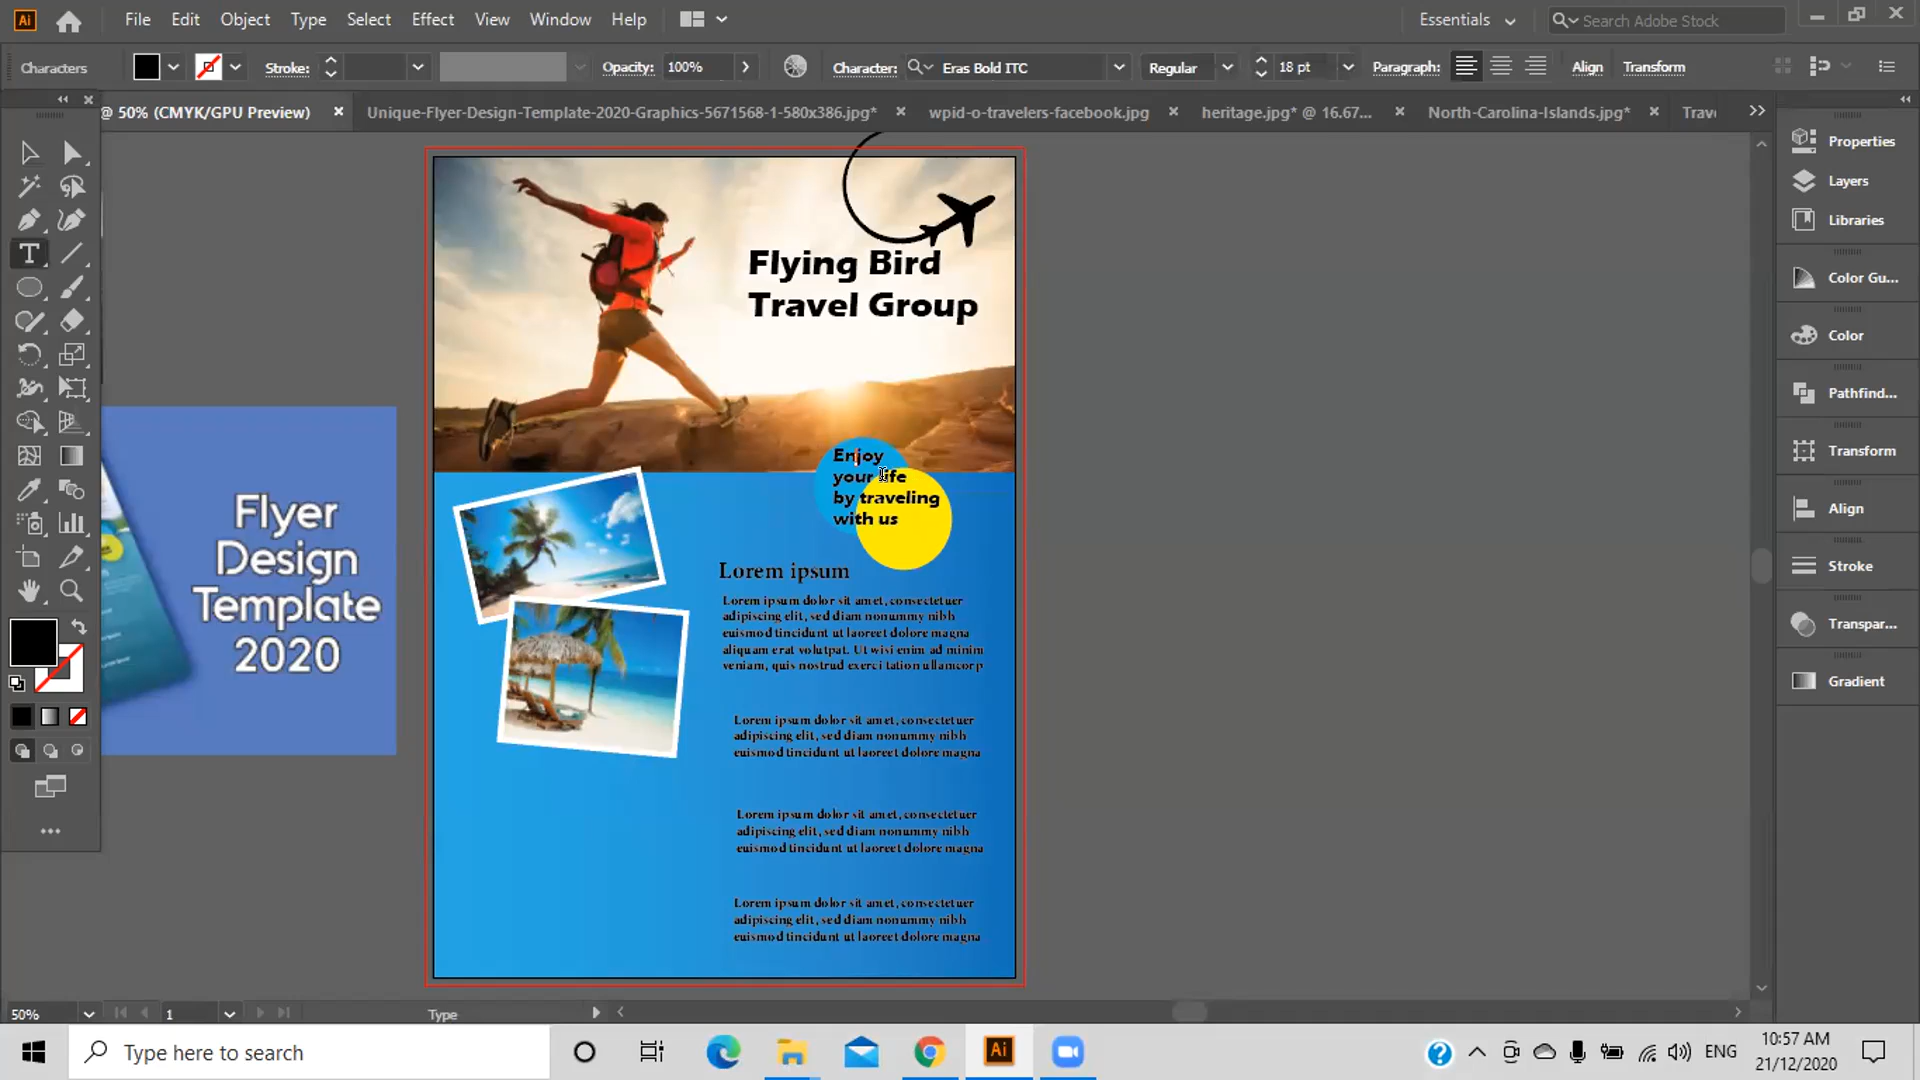 Ai File Edit Object Type Select Effect View Window Help Essentials Search Adobe Stock
Characters Stroke: Opacity: 100% Character: Eras Bold ITC Regular 18 pt Paragraph: Align Transform
@ 50% (CMYK/GPU Preview) Unique-Flyer-Design-Template-2020-Graphics-5671568-1-580x386.jpg* wpid-o-travelers-facebook.jpg heritage.jpg* @ 16.67... North-Carolina-Islands.jpg* Trav
Properties
Layers
Libraries
Color Gu...
Color
Pathfind...
Transform
Align
Stroke
Transpar...
Gradient
Flying Bird
Travel Group
Enjoy
your life
by traveling
with us
Flyer
Design
Template
2020
Lorem ipsum
Lorem ipsum dolor sit amet, consectetuer
adipiscing elit, sed diam nonummy nibh
euismod tincidunt ut laoreet dolore magna
aliquam erat volutpat. Ut wisi enim ad minim
veniam, quis nostrud exerci tation ullamcorp
Lorem ipsum dolor sit amet, consectetuer
adipiscing elit, sed diam nonummy nibh
euismod tincidunt ut laoreet dolore magna
Lorem ipsum dolor sit amet, consectetuer
adipiscing elit, sed diam nonummy nibh
euismod tincidunt ut laoreet dolore magna
Lorem ipsum dolor sit amet, consectetuer
adipiscing elit, sed diam nonummy nibh
euismod tincidunt ut laoreet dolore magna
50% 1 Type
Type here to search Ai ENG 10:57 AM
21/12/2020